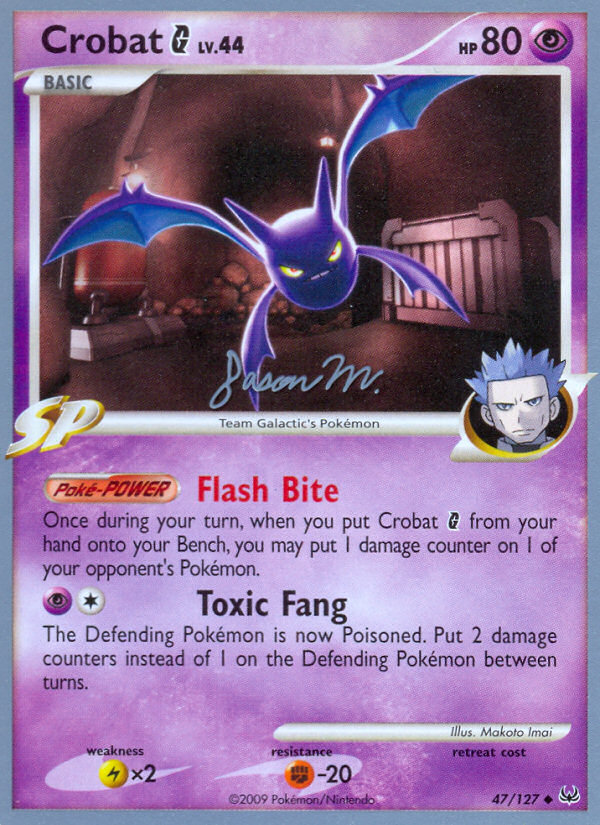 Crobat G LV.44 HP 80
BASIC
Jason M.
SP
Team Galactic's Pokémon
Poké-POWER Flash Bite
Once during your turn, when you put Crobat G from your
hand onto your Bench, you may put 1 damage counter on 1 of
your opponent's Pokémon.
Toxic Fang
The Defending Pokémon is now Poisoned. Put 2 damage
counters instead of 1 on the Defending Pokémon between
turns.
Illus. Makoto Imai
weakness resistance retreat cost
×2 -20
©2009 Pokémon/Nintendo 47/127